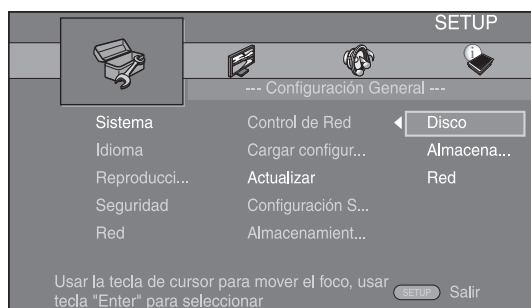 SETUP
--- Configuración General ---
Sistema Control de Red Disco
Idioma Cargar configur... Almacena...
Reproducci... Actualizar Red
Seguridad Configuración S...
Red Almacenamient...
Usar la tecla de cursor para mover el foco, usar
tecla "Enter" para seleccionar
SETUP Salir